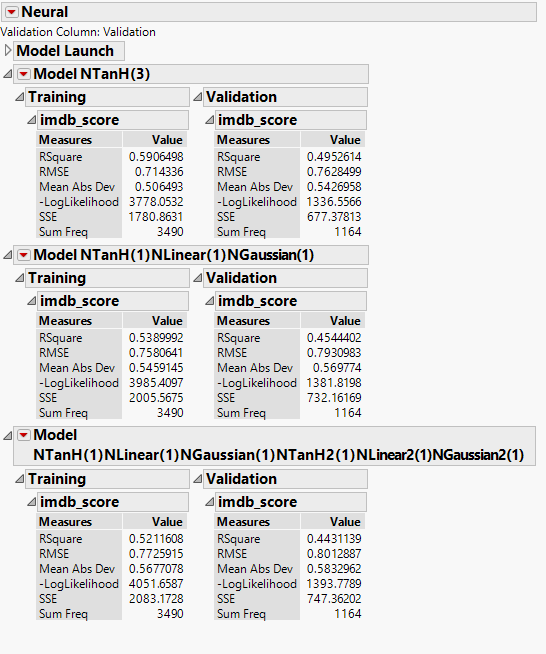 Neural
Validation Column: Validation
Model Launch
Model NTanH(3)
Training Validation
imdb_score imdb_score
Measures Value Measures Value
RSquare 0.5906498 RSquare 0.4952614
RMSE 0.714336 RMSE 0.7628499
Mean Abs Dev 0.506493 Mean Abs Dev 0.5426958
-LogLikelihood 3778.0532 -LogLikelihood 1336.5566
SSE 1780.8631 SSE 677.37813
Sum Freq 3490 Sum Freq 1164
Model NTanH(1)NLinear(1)NGaussian(1)
Training Validation
imdb_score imdb_score
Measures Value Measures Value
RSquare 0.5389992 RSquare 0.4544402
RMSE 0.7580641 RMSE 0.7930983
Mean Abs Dev 0.5459145 Mean Abs Dev 0.569774
-LogLikelihood 3985.4097 -LogLikelihood 1381.8198
SSE 2005.5675 SSE 732.16169
Sum Freq 3490 Sum Freq 1164
Model
NTanH(1)NLinear(1)NGaussian(1)NTanH2(1)NLinear2(1)NGaussian2(1)
Training Validation
imdb_score imdb_score
Measures Value Measures Value
RSquare 0.5211608 RSquare 0.4431139
RMSE 0.7725915 RMSE 0.8012887
Mean Abs Dev 0.5677078 Mean Abs Dev 0.5832962
-LogLikelihood 4051.6587 -LogLikelihood 1393.7789
SSE 2083.1728 SSE 747.36202
Sum Freq 3490 Sum Freq 1164